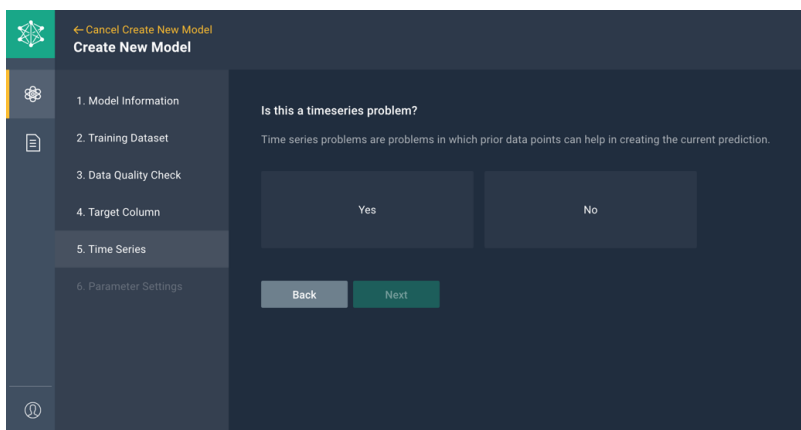 ← Cancel Create New Model
Create New Model
1. Model Information
2. Training Dataset
3. Data Quality Check
4. Target Column
5. Time Series
6. Parameter Settings
Is this a timeseries problem?
Time series problems are problems in which prior data points can help in creating the current prediction.
Yes
No
Back
Next